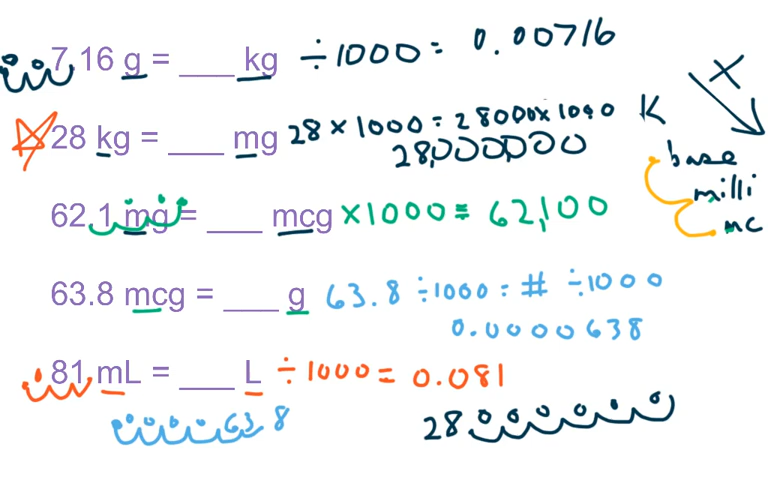 7.16 g = ___ kg ÷1000 = 0.00716
28 kg = ___ mg 28 x 1000 = 28000 x 1000
28,000,000
K
x
base
milli
mc
62.1 mg = ___ mcg x1000 = 62,100
63.8 mcg = ___ g 63.8 ÷1000 = # ÷1000
0.0000638
81 mL = ___ L ÷ 1000 = 0.081
63.8
28